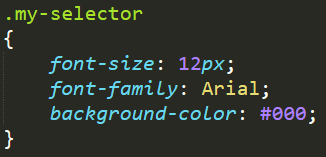 .my-selector
{
    font-size: 12px;
    font-family: Arial;
    background-color: #000;
}